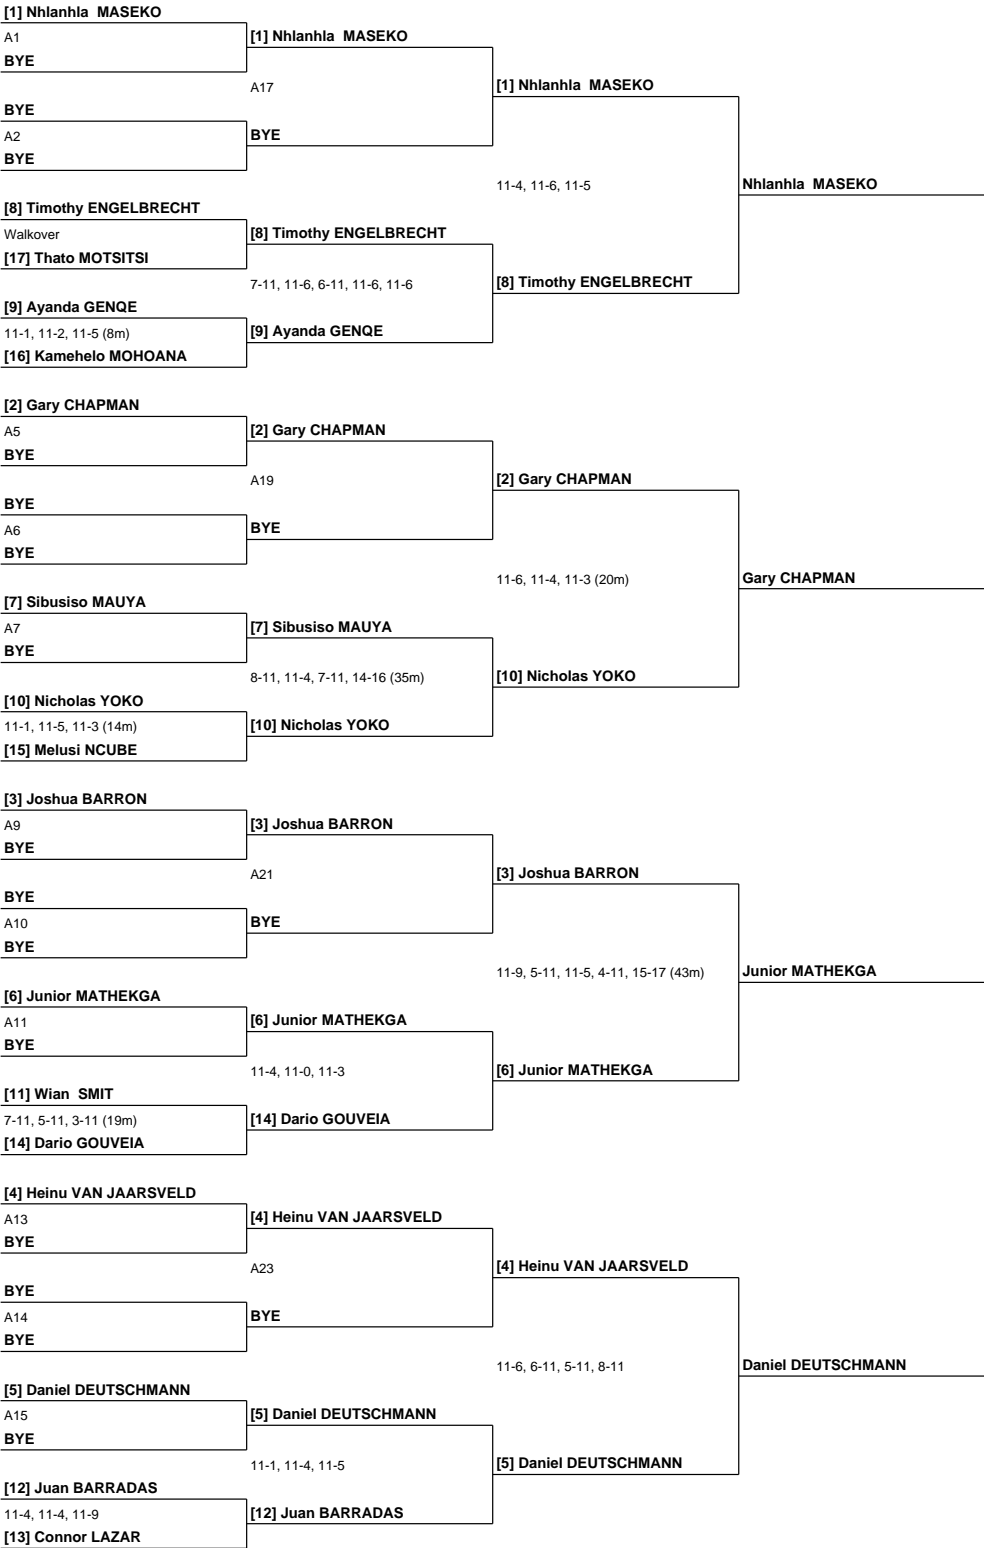 [1] Nhlanhla  MASEKO
A1
[1] Nhlanhla  MASEKO
BYE
A17
[1] Nhlanhla  MASEKO
BYE
A2
BYE
BYE
11-4, 11-6, 11-5
Nhlanhla  MASEKO
[8] Timothy ENGELBRECHT
Walkover
[8] Timothy ENGELBRECHT
[17] Thato MOTSITSI
7-11, 11-6, 6-11, 11-6, 11-6
[8] Timothy ENGELBRECHT
[9] Ayanda GENQE
11-1, 11-2, 11-5 (8m)
[9] Ayanda GENQE
[16] Kamehelo MOHOANA
[2] Gary CHAPMAN
A5
[2] Gary CHAPMAN
BYE
A19
[2] Gary CHAPMAN
BYE
A6
BYE
BYE
11-6, 11-4, 11-3 (20m)
Gary CHAPMAN
[7] Sibusiso MAUYA
A7
[7] Sibusiso MAUYA
BYE
8-11, 11-4, 7-11, 14-16 (35m)
[10] Nicholas YOKO
[10] Nicholas YOKO
11-1, 11-5, 11-3 (14m)
[10] Nicholas YOKO
[15] Melusi NCUBE
[3] Joshua BARRON
A9
[3] Joshua BARRON
BYE
A21
[3] Joshua BARRON
BYE
A10
BYE
BYE
11-9, 5-11, 11-5, 4-11, 15-17 (43m)
Junior MATHEKGA
[6] Junior MATHEKGA
A11
[6] Junior MATHEKGA
BYE
11-4, 11-0, 11-3
[6] Junior MATHEKGA
[11] Wian  SMIT
7-11, 5-11, 3-11 (19m)
[14] Dario GOUVEIA
[14] Dario GOUVEIA
[4] Heinu VAN JAARSVELD
A13
[4] Heinu VAN JAARSVELD
BYE
A23
[4] Heinu VAN JAARSVELD
BYE
A14
BYE
BYE
11-6, 6-11, 5-11, 8-11
Daniel DEUTSCHMANN
[5] Daniel DEUTSCHMANN
A15
[5] Daniel DEUTSCHMANN
BYE
11-1, 11-4, 11-5
[5] Daniel DEUTSCHMANN
[12] Juan BARRADAS
11-4, 11-4, 11-9
[12] Juan BARRADAS
[13] Connor LAZAR